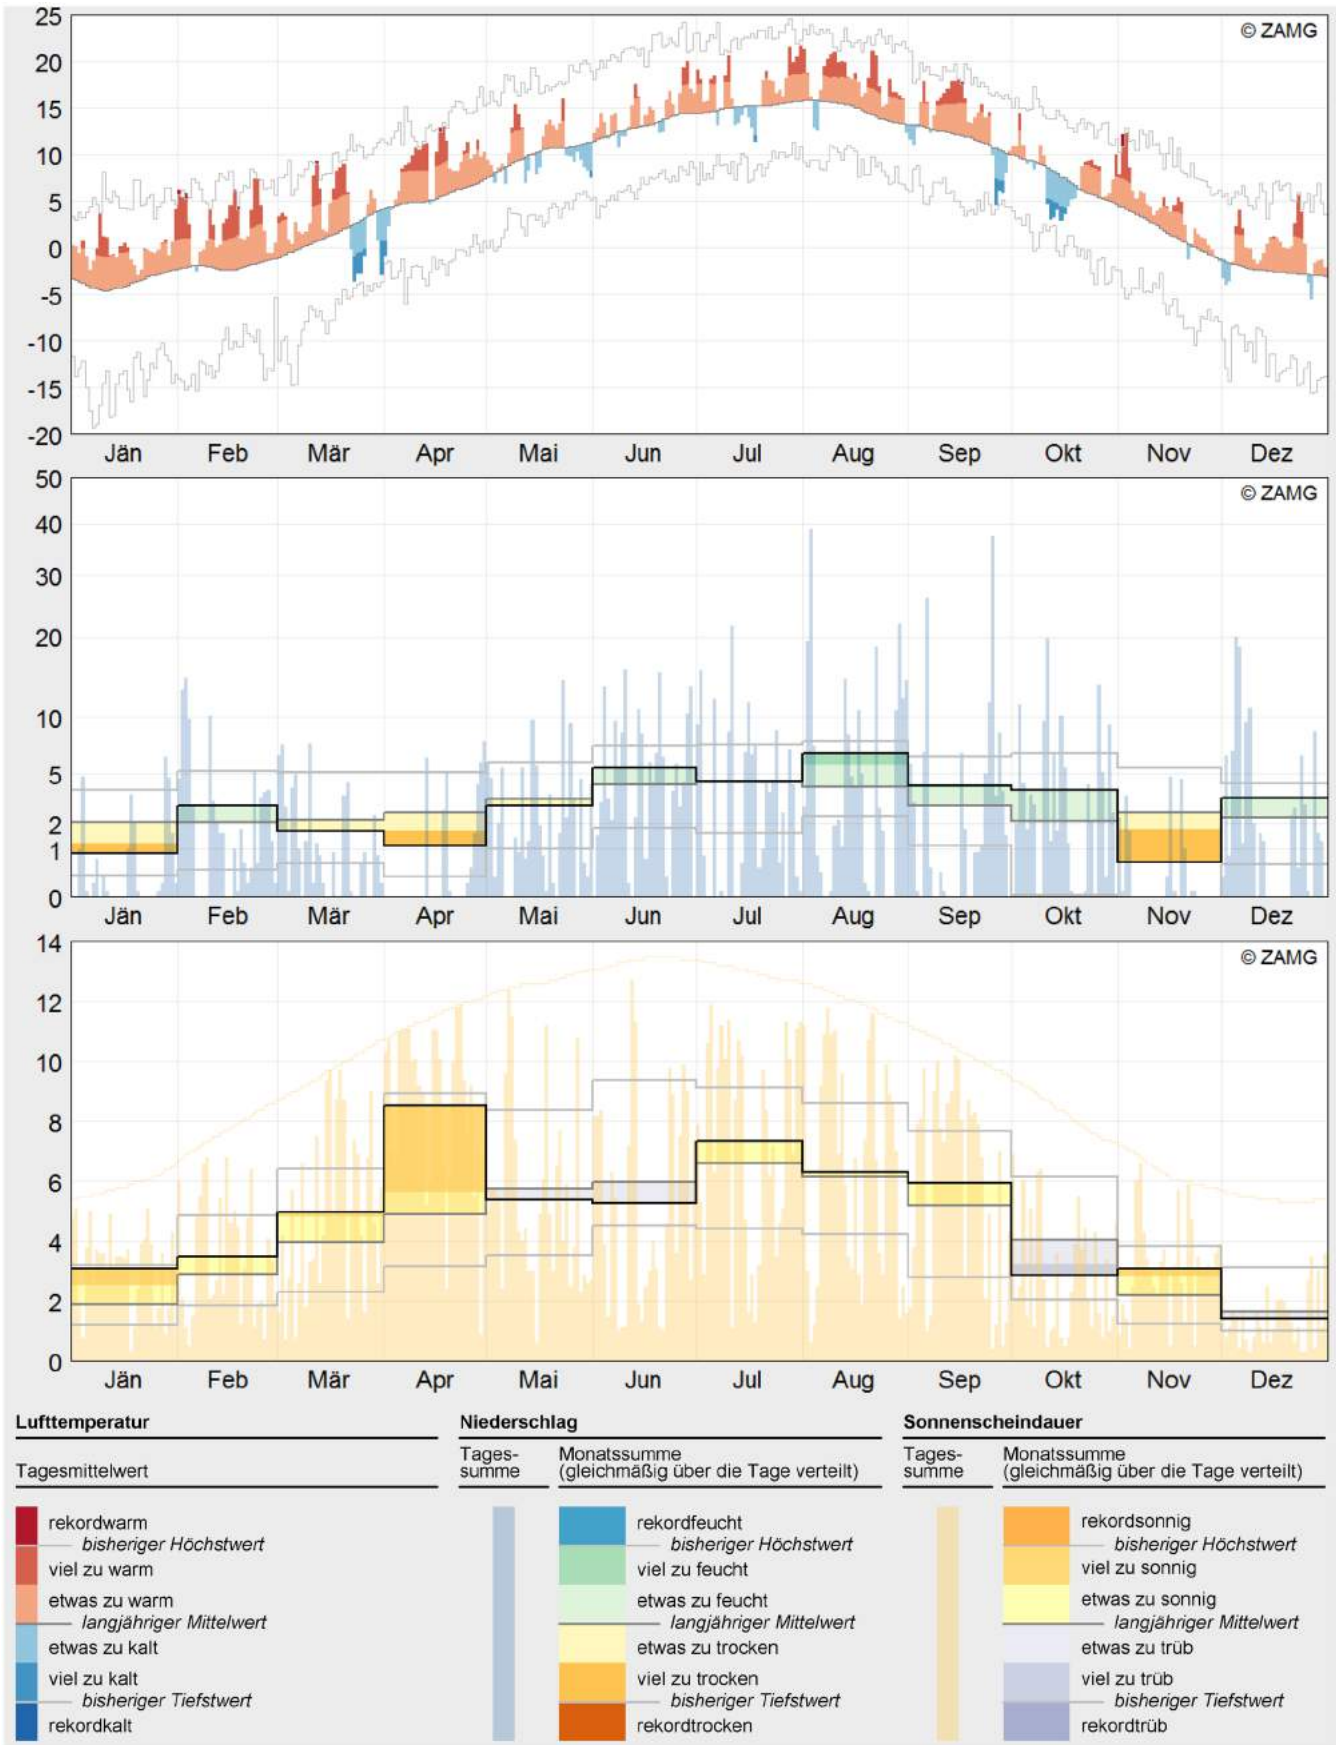 25
© ZAMG
20
15
10
5
0
-5
-10
-15
-20
Jän Feb Mär Apr Mai Jun Jul Aug Sep Okt Nov Dez
50
© ZAMG
40
30
20
10
5
2
1
0
Jän Feb Mär Apr Mai Jun Jul Aug Sep Okt Nov Dez
14
© ZAMG
12
10
8
6
4
2
0
Jän Feb Mär Apr Mai Jun Jul Aug Sep Okt Nov Dez
Lufttemperatur
Tagesmittelwert
rekordwarm
bisheriger Höchstwert
viel zu warm
etwas zu warm
langjähriger Mittelwert
etwas zu kalt
viel zu kalt
bisheriger Tiefstwert
rekordkalt
Niederschlag
Tages-
summe
Monatssumme
(gleichmäßig über die Tage verteilt)
rekordfeucht
bisheriger Höchstwert
viel zu feucht
etwas zu feucht
langjähriger Mittelwert
etwas zu trocken
viel zu trocken
bisheriger Tiefstwert
rekordtrocken
Sonnenscheindauer
Tages-
summe
Monatssumme
(gleichmäßig über die Tage verteilt)
rekordsonnig
bisheriger Höchstwert
viel zu sonnig
etwas zu sonnig
langjähriger Mittelwert
etwas zu trüb
viel zu trüb
bisheriger Tiefstwert
rekordtrüb